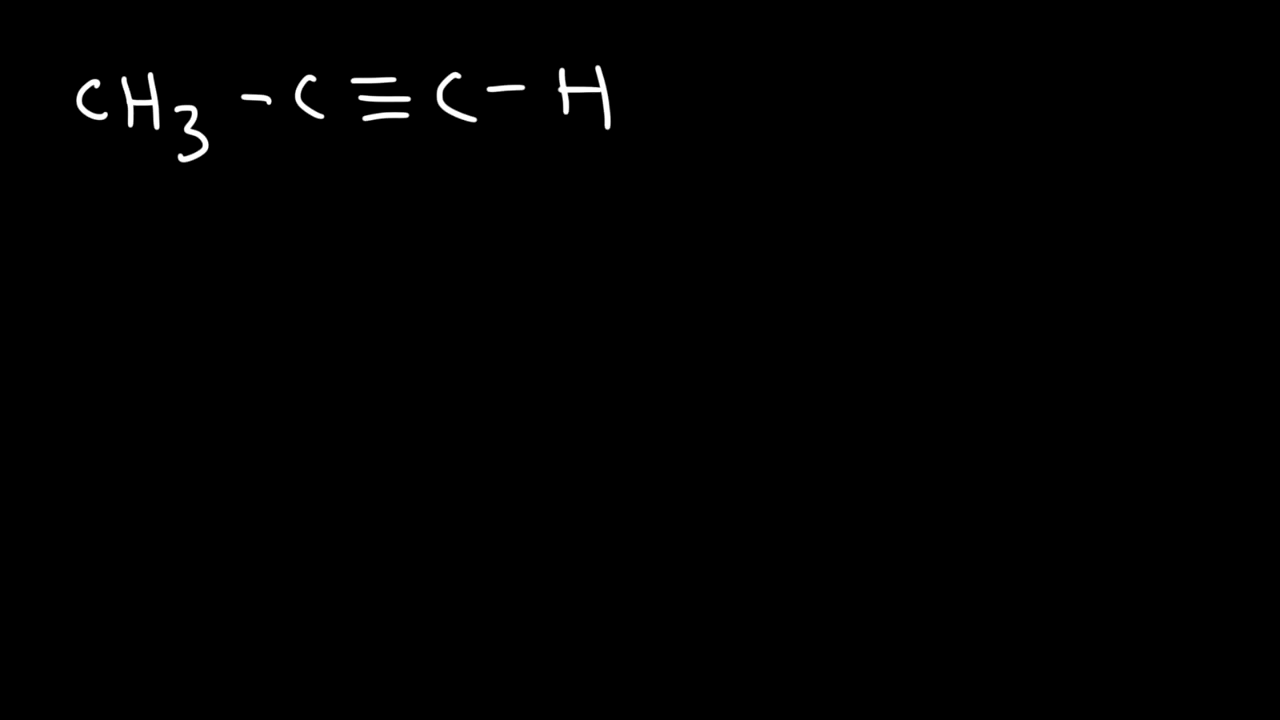 CH₃ - C ≡ C - H